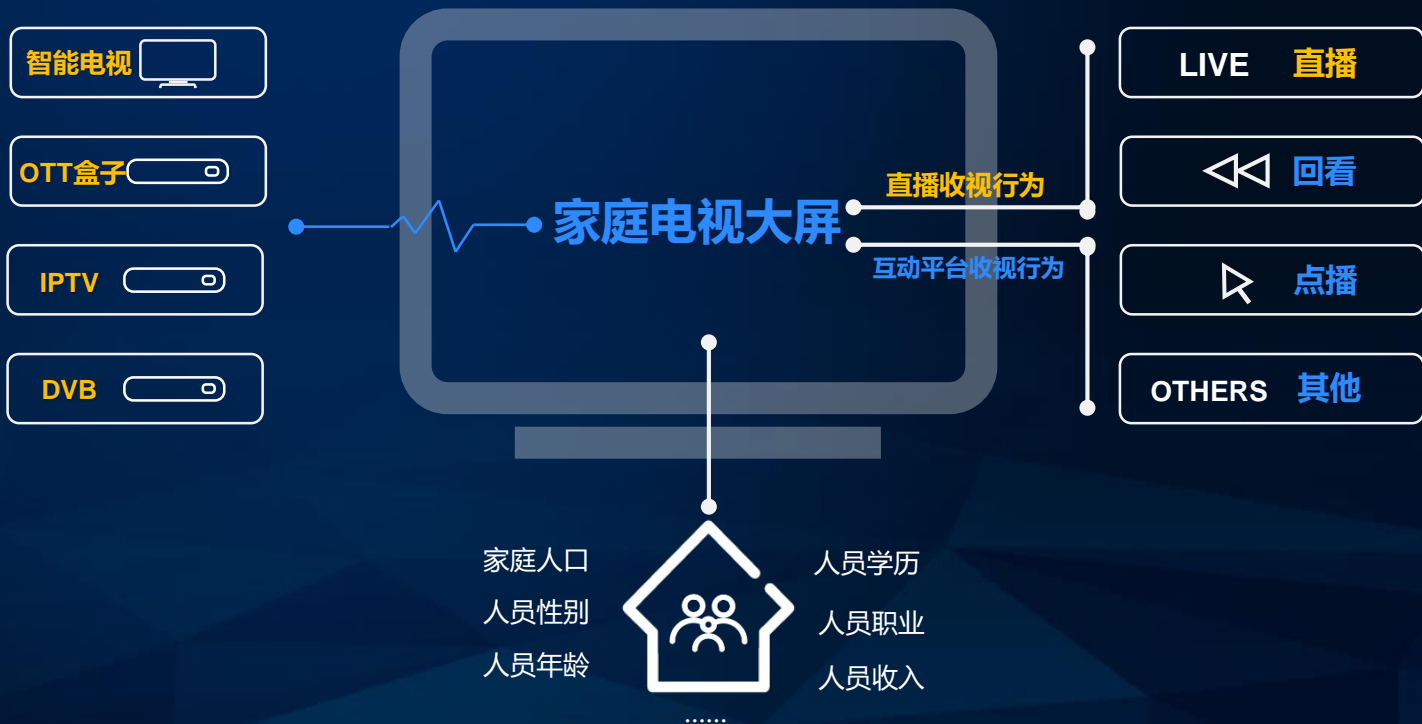 智能电视
OTT盒子
IPTV
DVB
家庭电视大屏
直播收视行为
互动平台收视行为
LIVE 直播
回看
点播
OTHERS 其他
家庭人口
人员性别
人员年龄
人员学历
人员职业
人员收入
......